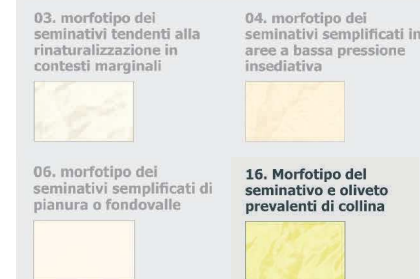 03. morfotipo dei
seminativi tendenti alla
rinaturalizzazione in
contesti marginali
04. morfotipo dei
seminativi semplificati in
aree a bassa pressione
insediativa
06. morfotipo dei
seminativi semplificati di
pianura o fondovalle
16. Morfotipo del
seminativo e oliveto
prevalenti di collina